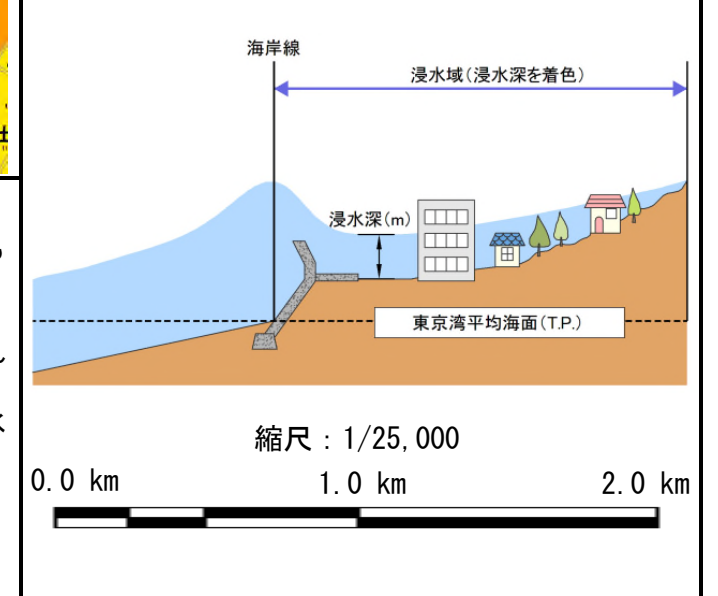 海岸線
浸水域(浸水深を着色)
浸水深(m)
東京湾平均海面(T.P.)
縮尺：1/25,000
0.0 km 1.0 km 2.0 km